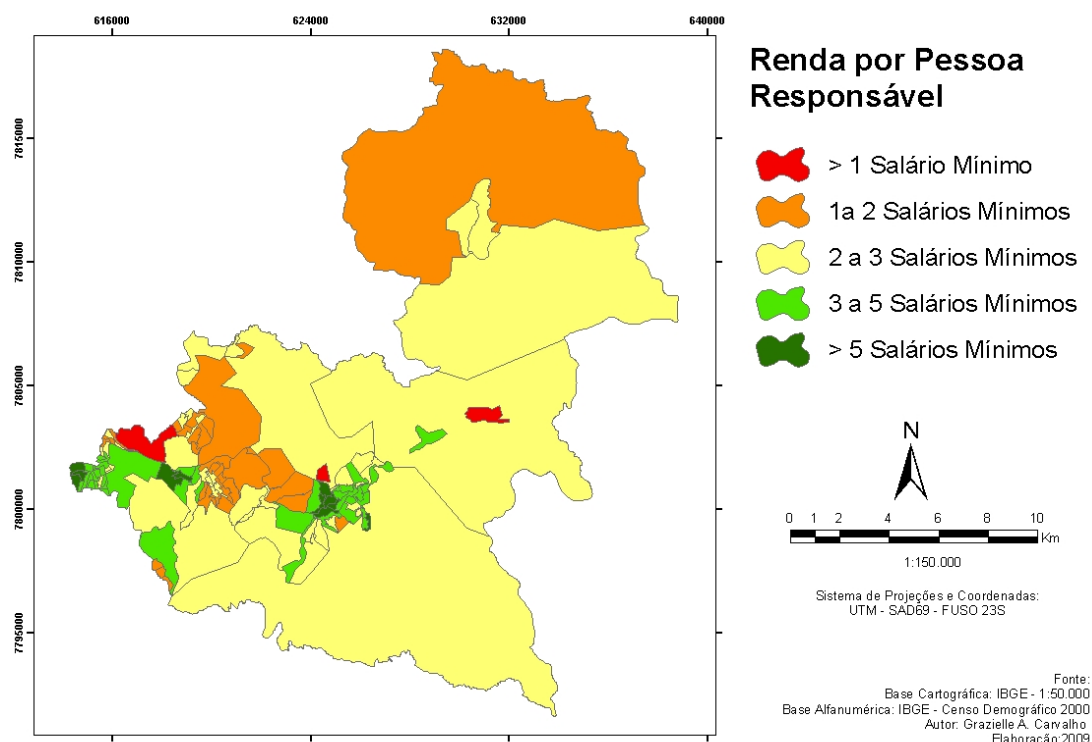 616000
624000
632000
640000
7815000
7810000
7805000
7800000
7795000
Renda por Pessoa
Responsável
> 1 Salário Mínimo
1a 2 Salários Mínimos
2 a 3 Salários Mínimos
3 a 5 Salários Mínimos
> 5 Salários Mínimos
N
0 1 2 4 6 8 10
Km
1:150.000
Sistema de Projeções e Coordenadas:
UTM - SAD69 - FUSO 23S
Fonte:
Base Cartográfica: IBGE - 1:50.000
Base Alfanumérica: IBGE - Censo Demográfico 2000
Autor: Grazielle A. Carvalho
Elaboração:2009